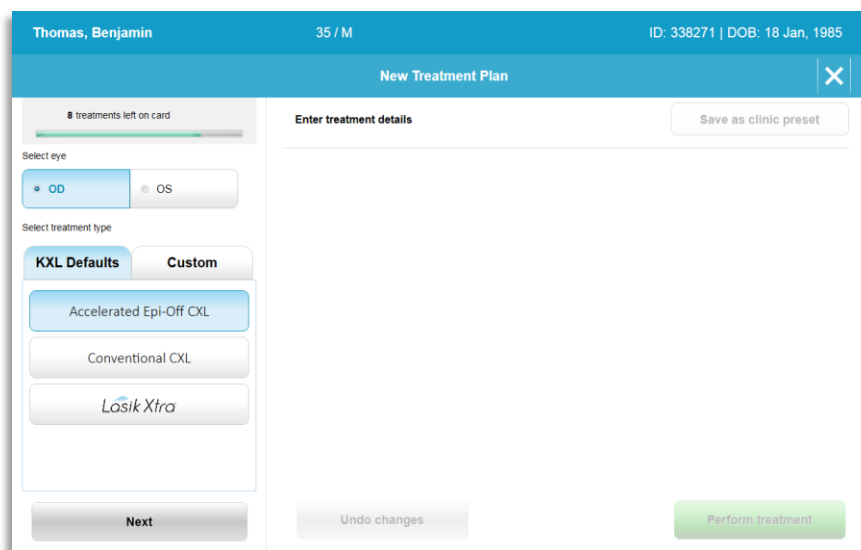 Thomas, Benjamin 35 / M ID: 338271 | DOB: 18 Jan, 1985
New Treatment Plan
8 treatments left on card
Enter treatment details
Save as clinic preset
Select eye
OD OS
Select treatment type
KXL Defaults Custom
Accelerated Epi-Off CXL
Conventional CXL
Lasik Xtra
Next
Undo changes
Perform treatment